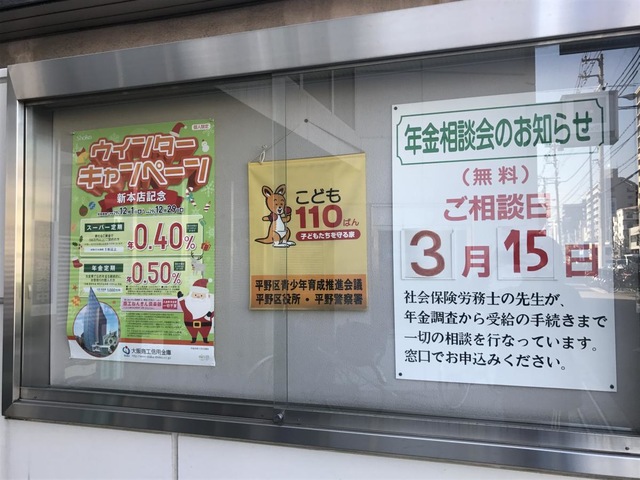 個人限定
ウィンター
キャンペーン
新本店記念
スーパー定期
年0.40%
年金定期
年0.50%
大阪商工信用金庫
こども
110ばん
子どもたちを守る家
平野区青少年育成推進会議
平野区役所・平野警察署
年金相談会のお知らせ
（無料）
ご相談日
3月15日
社会保険労務士の先生が、
年金調査から受給の手続きまで
一切の相談を行なっています。
窓口でお申込みください。